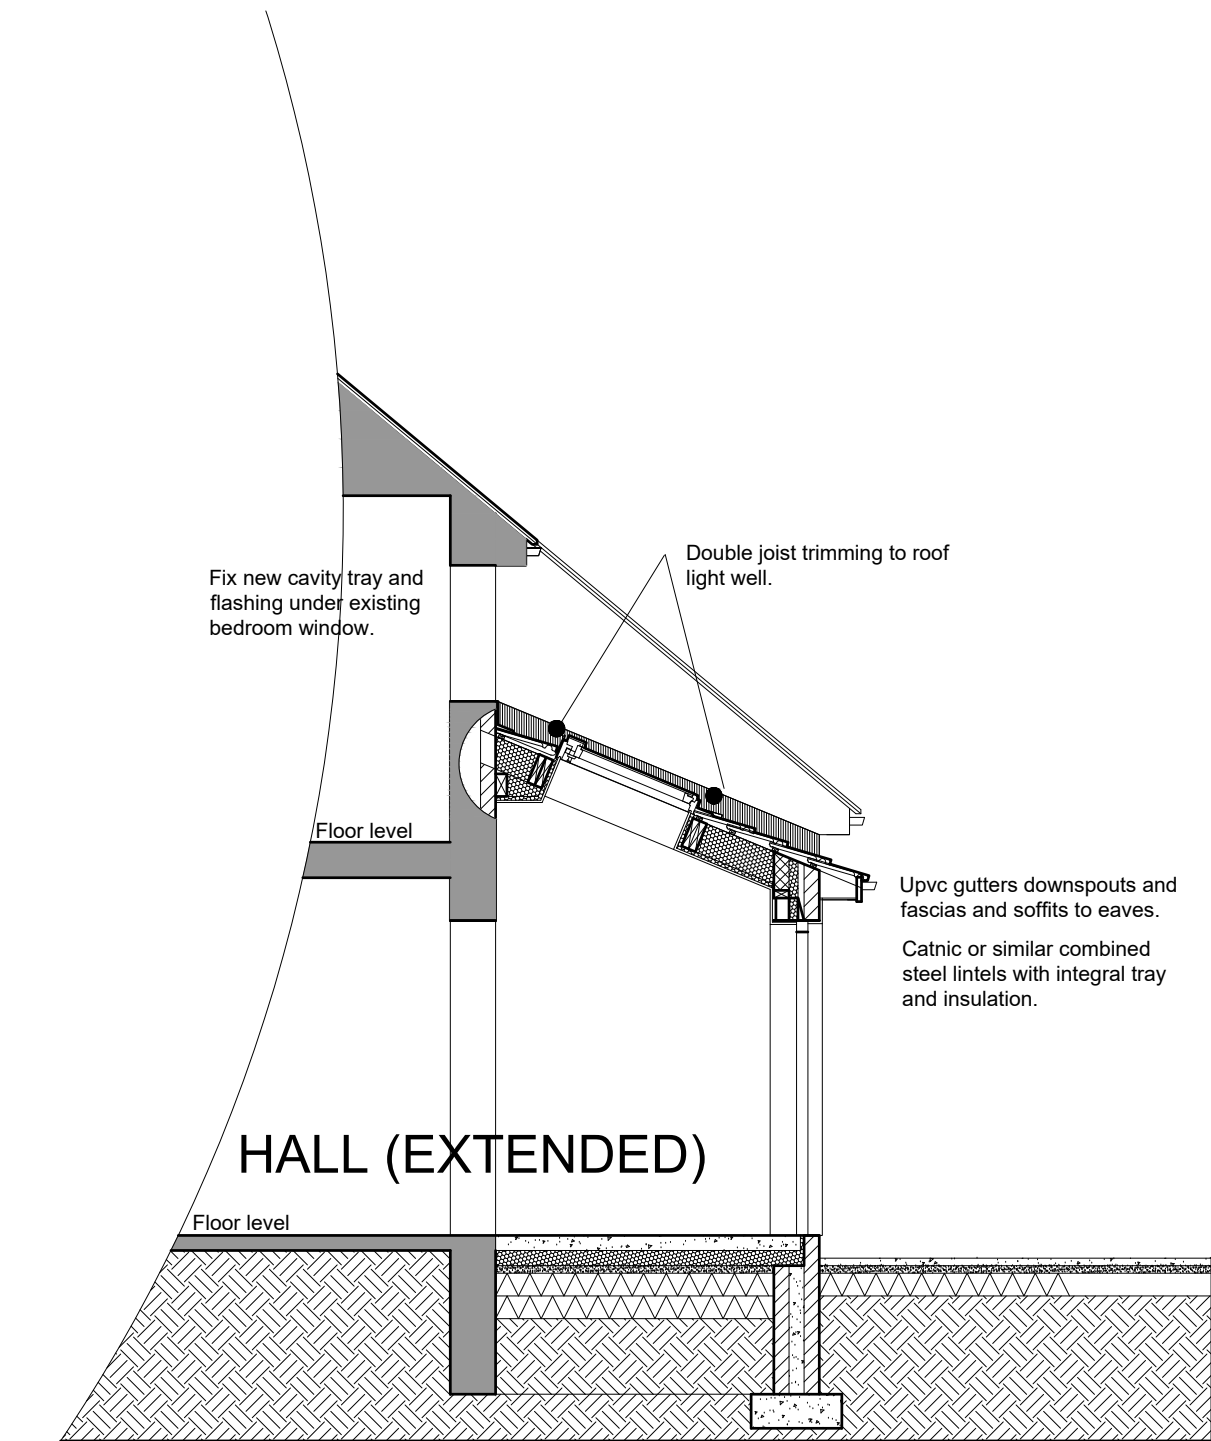 Double joist trimming to roof
light well.
Fix new cavity tray and
flashing under existing
bedroom window.
Floor level
Upvc gutters downspouts and
fascias and soffits to eaves.
Catnic or similar combined
steel lintels with integral tray
and insulation.
HALL (EXTENDED)
Floor level